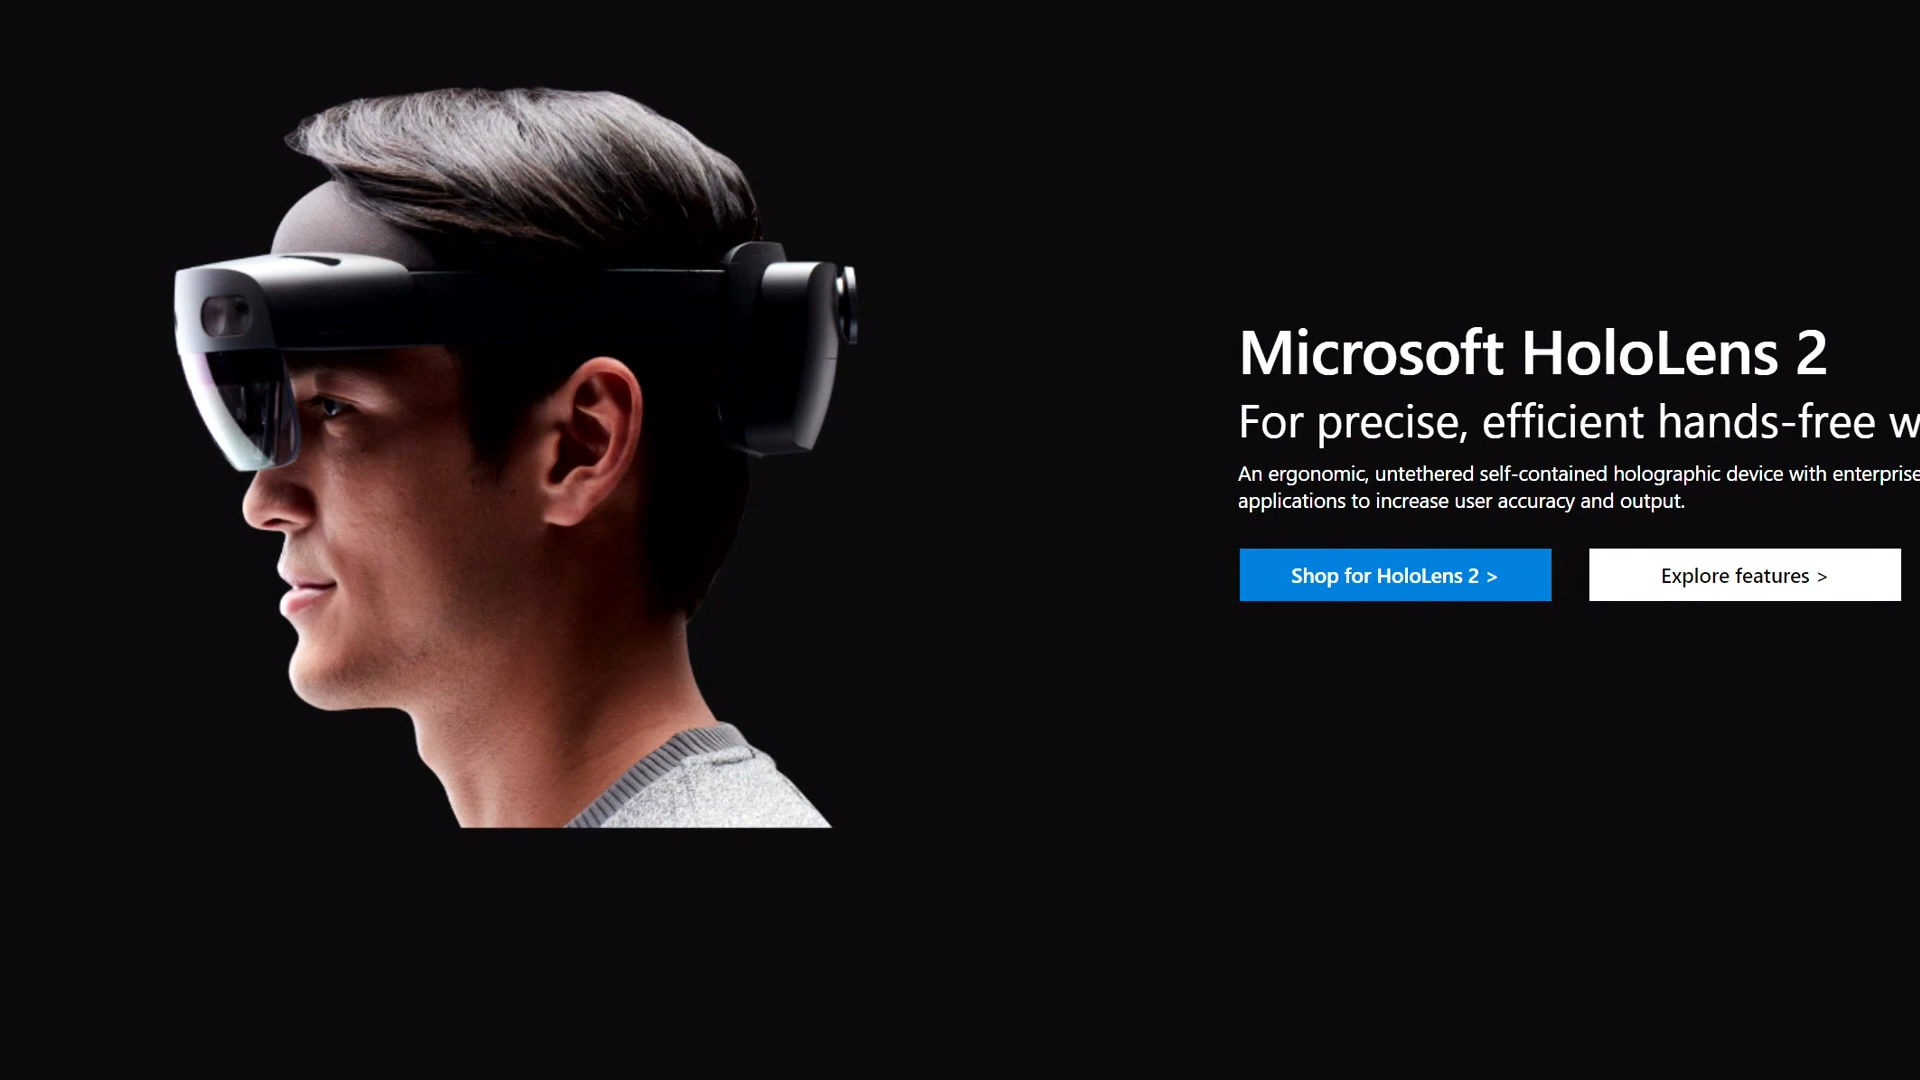 Microsoft HoloLens 2
For precise, efficient hands-free
An ergonomic, untethered self-contained holographic device with enterprise
applications to increase user accuracy and output.
Shop for HoloLens 2 >
Explore features >